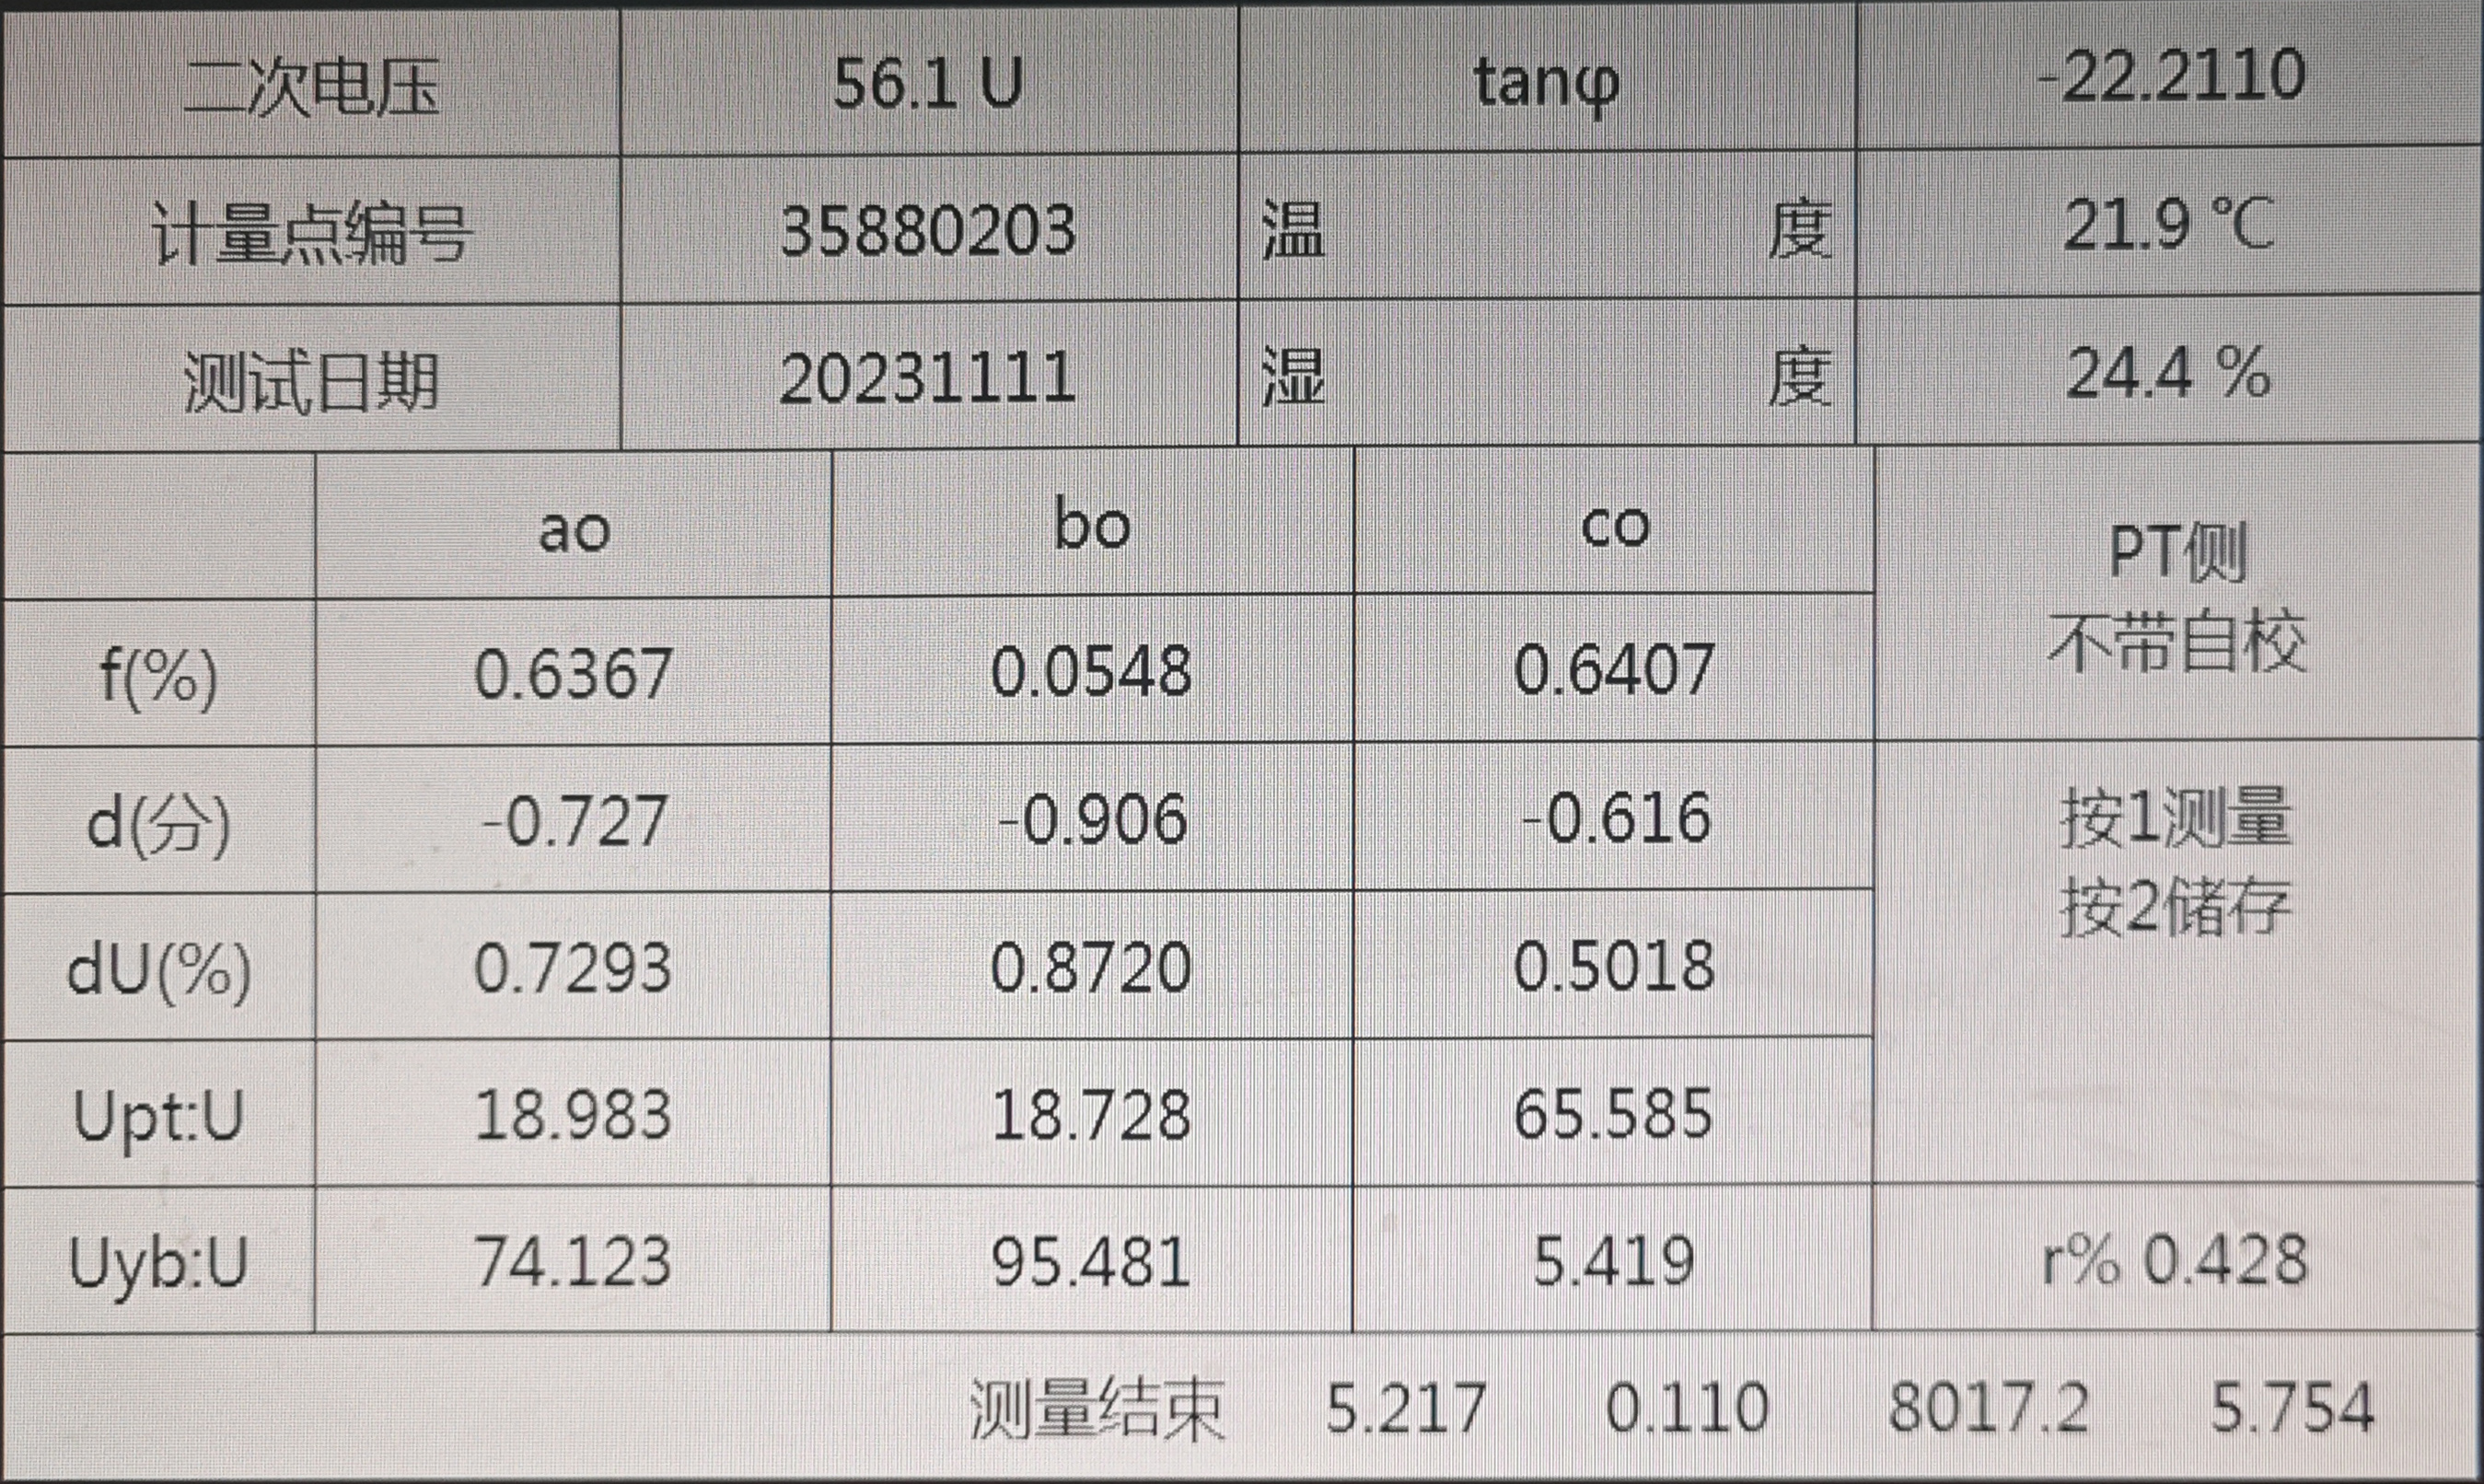 二次电压 56.1 U tanφ -22.2110
计量点编号 35880203 温 度 21.9 ℃
测试日期 20231111 湿 度 24.4 %
ao bo co PT侧
不带自校
f(%) 0.6367 0.0548 0.6407
d(分) -0.727 -0.906 -0.616 按1测量
按2储存
dU(%) 0.7293 0.8720 0.5018
Upt:U 18.983 18.728 65.585
Uyb:U 74.123 95.481 5.419 r% 0.428
测量结束 5.217 0.110 8017.2 5.754